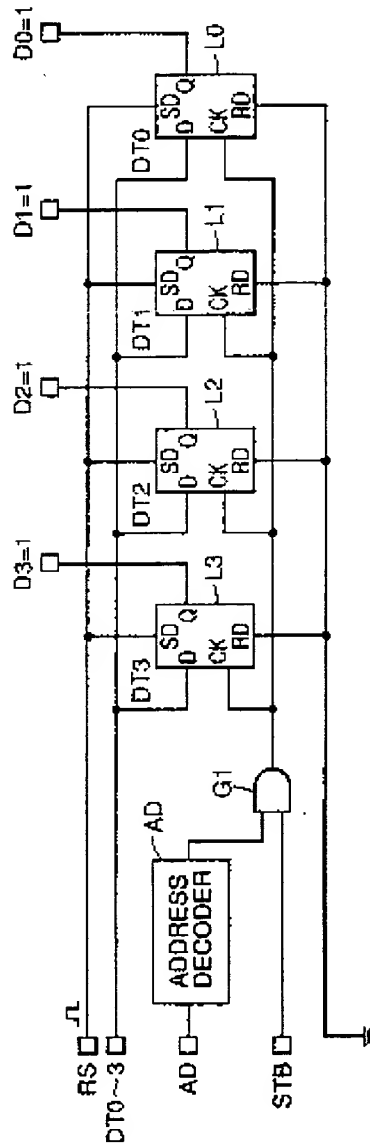 D3=1
D2=1
D1=1
D0=1
RS
DT0~3
AD
STB
ADDRESS
DECODER
AD
G1
DT3
SD
D
Q
CK
RD
L3
DT2
SD
D
Q
CK
RD
L2
DT1
SD
D
Q
CK
RD
L1
DT0
SD
D
Q
CK
RD
L0